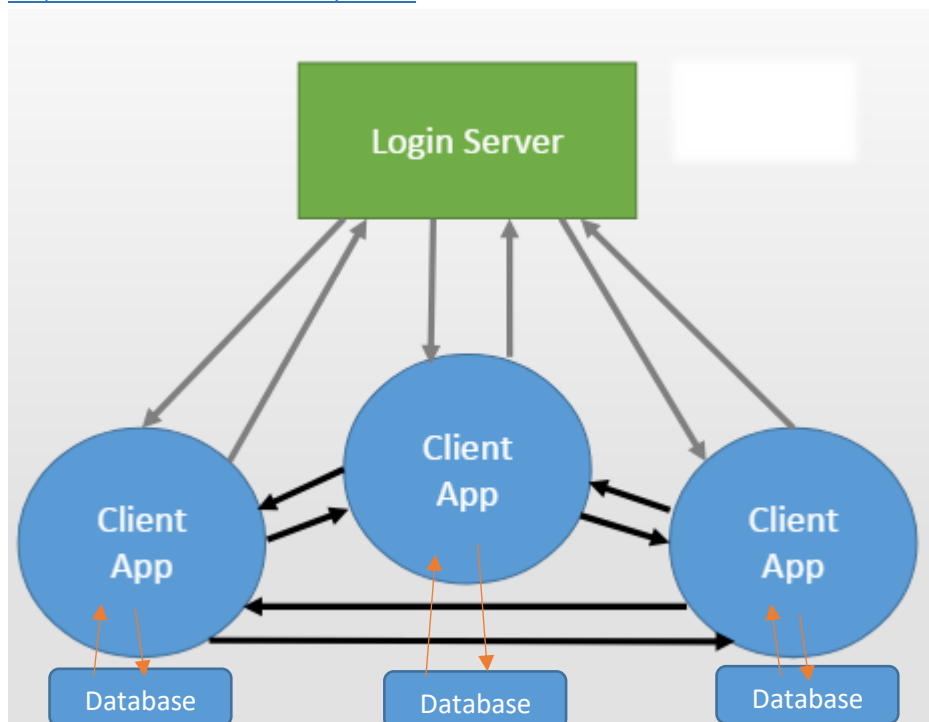 Login Server
Client
App
Client
App
Client
App
Database
Database
Database